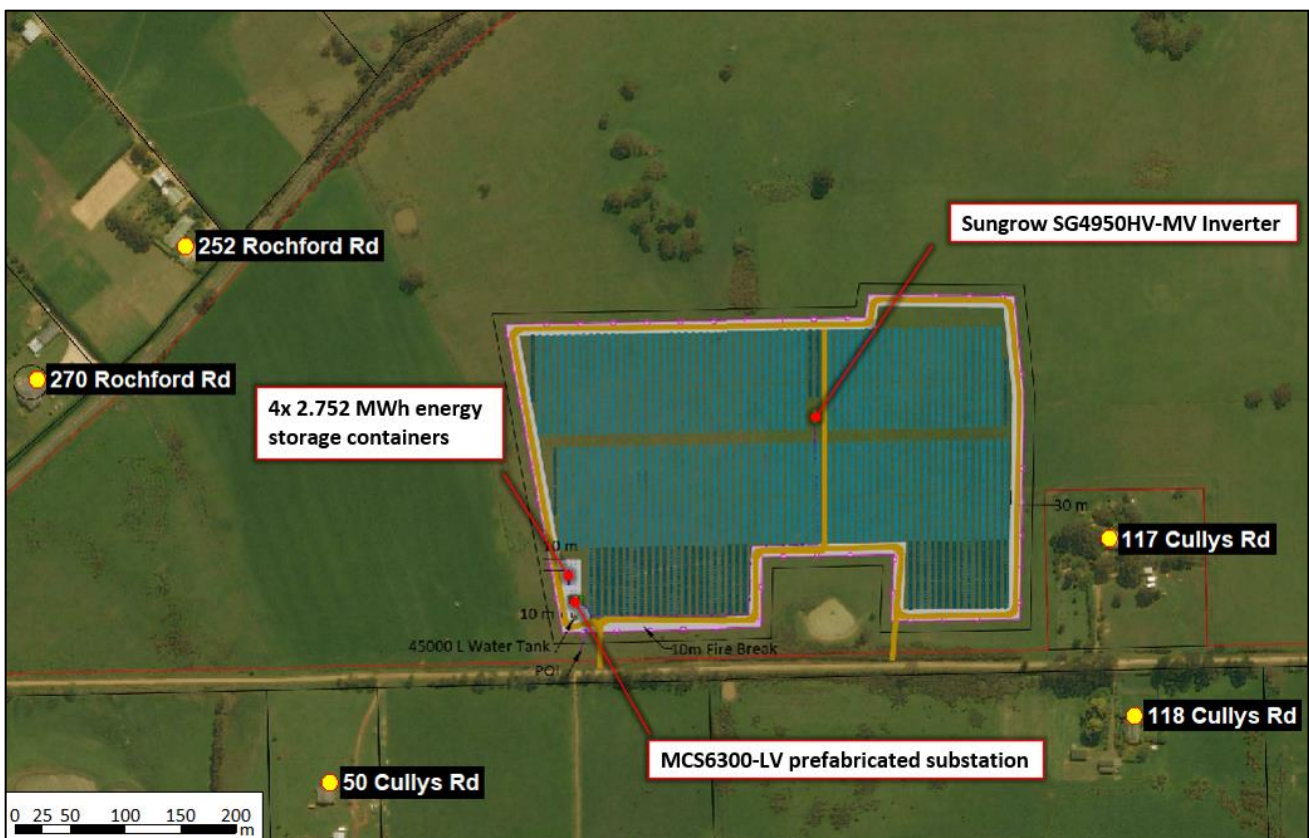 Sungrow SG4950HV-MV Inverter
252 Rochford Rd
270 Rochford Rd
4x 2.752 MWh energy
storage containers
30 m
117 Cullys Rd
10 m
10 m
45000 L Water Tank
10m Fire Break
POI
118 Cullys Rd
MCS6300-LV prefabricated substation
50 Cullys Rd
0 25 50 100 150 200
m